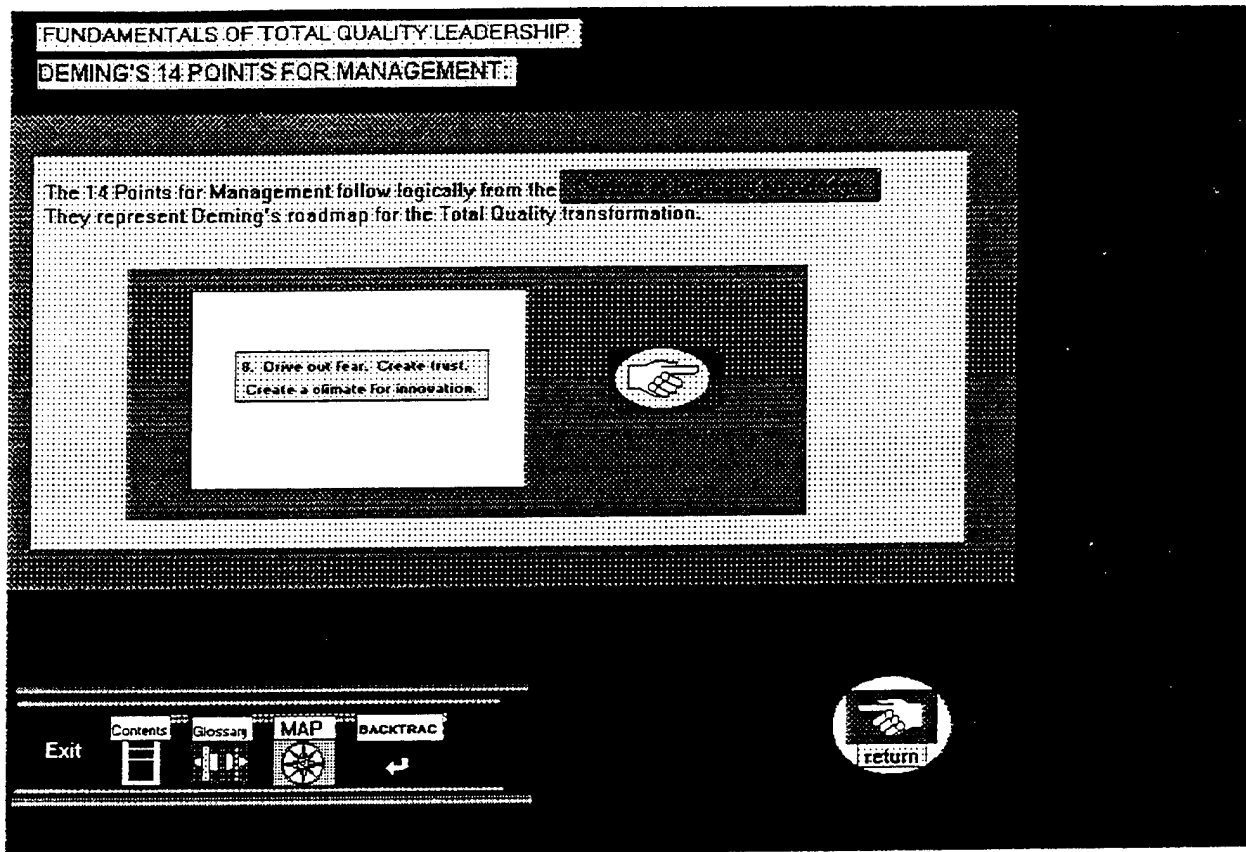 FUNDAMENTALS OF TOTAL QUALITY LEADERSHIP
DEMING'S 14 POINTS FOR MANAGEMENT:
The 14 Points for Management follow logically from the
They represent Deming's roadmap for the Total Quality transformation.
8. Drive out fear. Create trust.
Create a climate for innovation.
Exit
Contents
Glossary
MAP
BACKTRAC
return